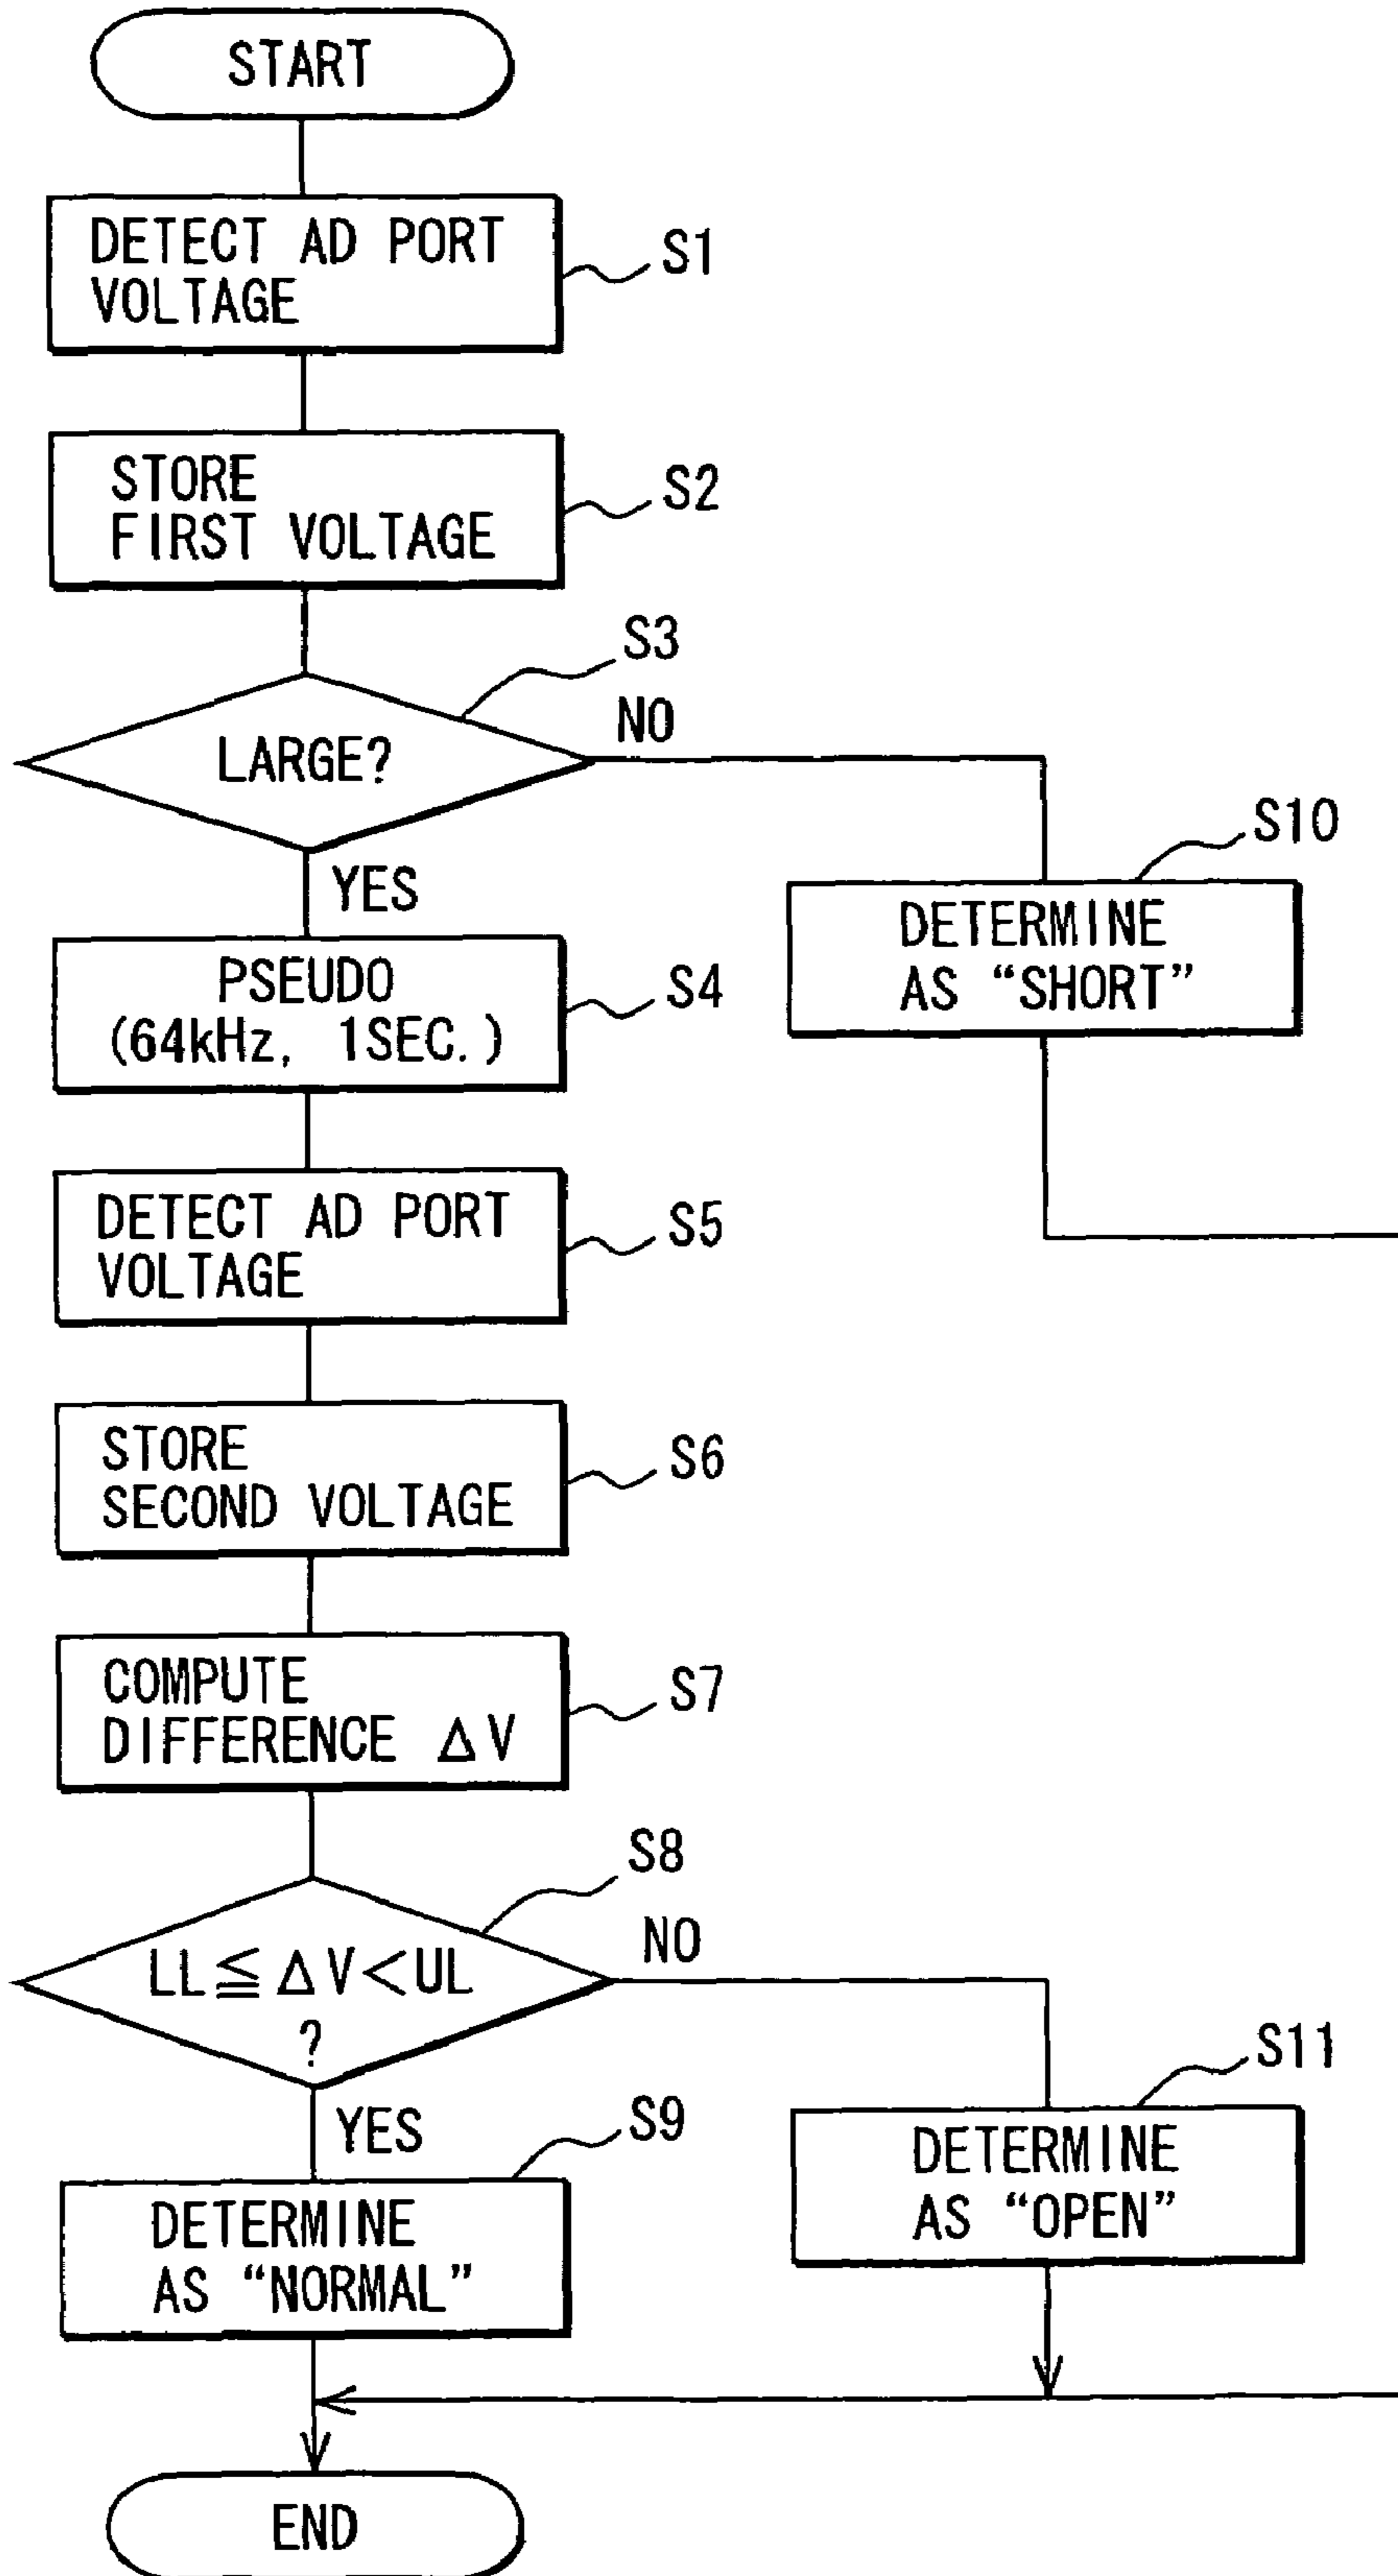 START
DETECT AD PORT
VOLTAGE
S1
STORE
FIRST VOLTAGE
S2
S3
LARGE?
NO
YES
S10
DETERMINE
AS “SHORT”
PSEUDO
(64kHz, 1SEC.)
S4
DETECT AD PORT
VOLTAGE
S5
STORE
SECOND VOLTAGE
S6
COMPUTE
DIFFERENCE ΔV
S7
S8
LL≦ΔV<UL
?
NO
YES
S11
DETERMINE
AS “OPEN”
S9
DETERMINE
AS “NORMAL”
END